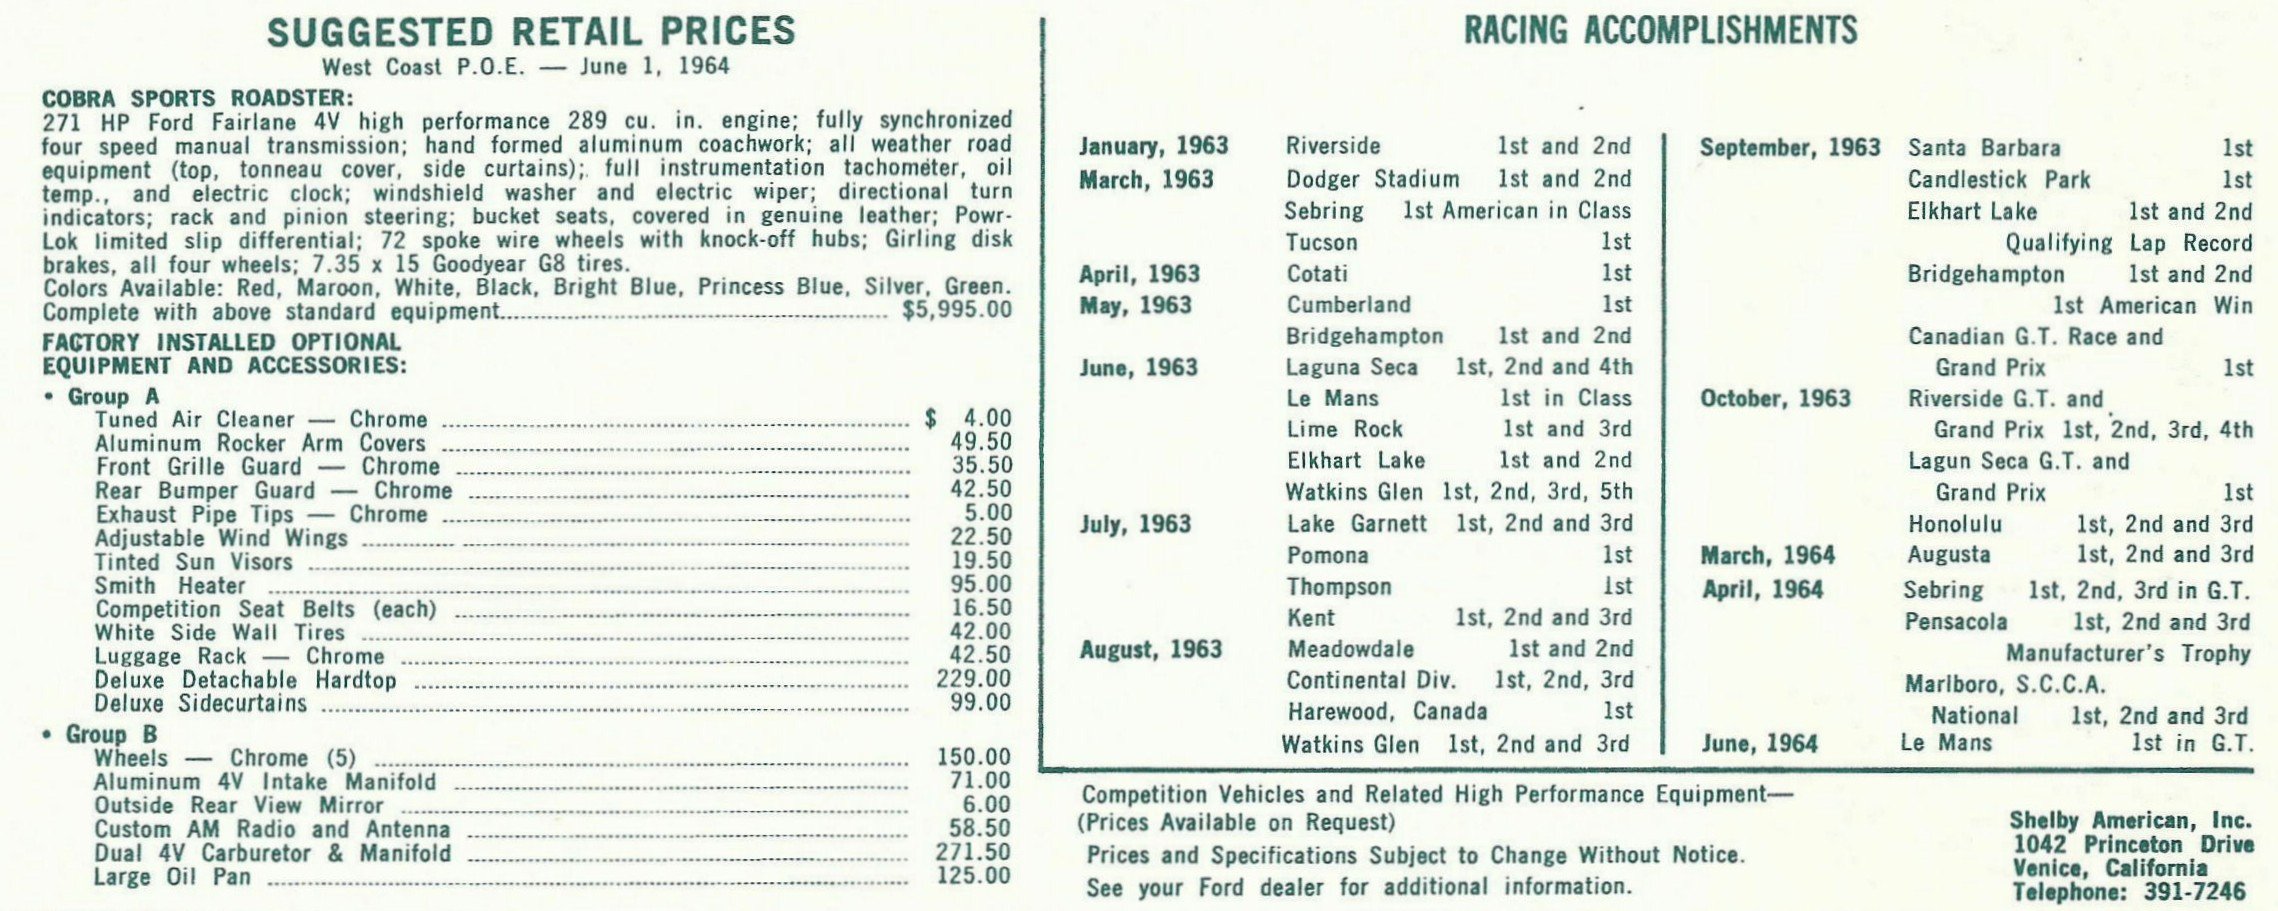 SUGGESTED RETAIL PRICES
West Coast P.O.E. — June 1, 1964
COBRA SPORTS ROADSTER:
271 HP Ford Fairlane 4V high performance 289 cu. in. engine; fully synchronized
four speed manual transmission; hand formed aluminum coachwork; all weather road
equipment (top, tonneau cover, side curtains); full instrumentation tachometer, oil
temp., and electric clock; windshield washer and electric wiper; directional turn
indicators; rack and pinion steering; bucket seats, covered in genuine leather; Powr-
Lok limited slip differential; 72 spoke wire wheels with knock-off hubs; Girling disk
brakes, all four wheels; 7.35 x 15 Goodyear G8 tires.
Colors Available: Red, Maroon, White, Black, Bright Blue, Princess Blue, Silver, Green.
Complete with above standard equipment........ $5,995.00
FACTORY INSTALLED OPTIONAL
EQUIPMENT AND ACCESSORIES:
• Group A
Tuned Air Cleaner — Chrome ........ $ 4.00
Aluminum Rocker Arm Covers ........ 49.50
Front Grille Guard — Chrome ........ 35.50
Rear Bumper Guard — Chrome ........ 42.50
Exhaust Pipe Tips — Chrome ........ 5.00
Adjustable Wind Wings ........ 22.50
Tinted Sun Visors ........ 19.50
Smith Heater ........ 95.00
Competition Seat Belts (each) ........ 16.50
White Side Wall Tires ........ 42.00
Luggage Rack — Chrome ........ 42.50
Deluxe Detachable Hardtop ........ 229.00
Deluxe Sidecurtains ........ 99.00
• Group B
Wheels — Chrome (5) ........ 150.00
Aluminum 4V Intake Manifold ........ 71.00
Outside Rear View Mirror ........ 6.00
Custom AM Radio and Antenna ........ 58.50
Dual 4V Carburetor & Manifold ........ 271.50
Large Oil Pan ........ 125.00
RACING ACCOMPLISHMENTS
January, 1963 Riverside 1st and 2nd
March, 1963 Dodger Stadium 1st and 2nd
Sebring 1st American in Class
Tucson 1st
April, 1963 Cotati 1st
May, 1963 Cumberland 1st
Bridgehampton 1st and 2nd
June, 1963 Laguna Seca 1st, 2nd and 4th
Le Mans 1st in Class
Lime Rock 1st and 3rd
Elkhart Lake 1st and 2nd
Watkins Glen 1st, 2nd, 3rd, 5th
July, 1963 Lake Garnett 1st, 2nd and 3rd
Pomona 1st
Thompson 1st
Kent 1st, 2nd and 3rd
August, 1963 Meadowdale 1st and 2nd
Continental Div. 1st, 2nd, 3rd
Harewood, Canada 1st
Watkins Glen 1st, 2nd and 3rd
September, 1963 Santa Barbara 1st
Candlestick Park 1st
Elkhart Lake 1st and 2nd
Qualifying Lap Record
Bridgehampton 1st and 2nd
1st American Win
Canadian G.T. Race and
Grand Prix 1st
October, 1963 Riverside G.T. and
Grand Prix 1st, 2nd, 3rd, 4th
Lagun Seca G.T. and
Grand Prix 1st
Honolulu 1st, 2nd and 3rd
March, 1964 Augusta 1st, 2nd and 3rd
April, 1964 Sebring 1st, 2nd, 3rd in G.T.
Pensacola 1st, 2nd and 3rd
Manufacturer's Trophy
Marlboro, S.C.C.A.
National 1st, 2nd and 3rd
June, 1964 Le Mans 1st in G.T.
Competition Vehicles and Related High Performance Equipment—
(Prices Available on Request)
Prices and Specifications Subject to Change Without Notice.
See your Ford dealer for additional information.
Shelby American, Inc.
1042 Princeton Drive
Venice, California
Telephone: 391-7246